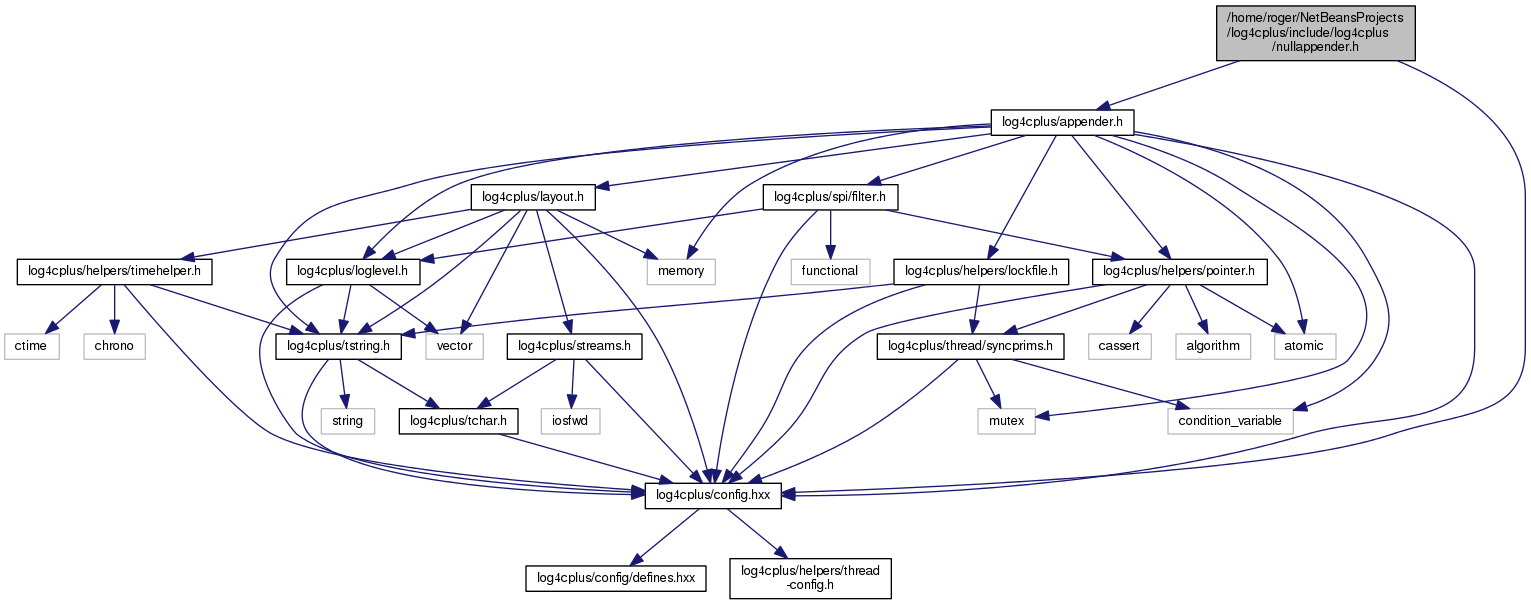 /home/roger/NetBeansProjects
/log4cplus/include/log4cplus
/nullappender.h
log4cplus/appender.h
log4cplus/layout.h
log4cplus/spi/filter.h
log4cplus/helpers/timehelper.h
log4cplus/loglevel.h
memory
functional
log4cplus/helpers/lockfile.h
log4cplus/helpers/pointer.h
ctime
chrono
log4cplus/tstring.h
vector
log4cplus/streams.h
log4cplus/thread/syncprims.h
cassert
algorithm
atomic
string
log4cplus/tchar.h
iosfwd
mutex
condition_variable
log4cplus/config.hxx
log4cplus/config/defines.hxx
log4cplus/helpers/thread
-config.h